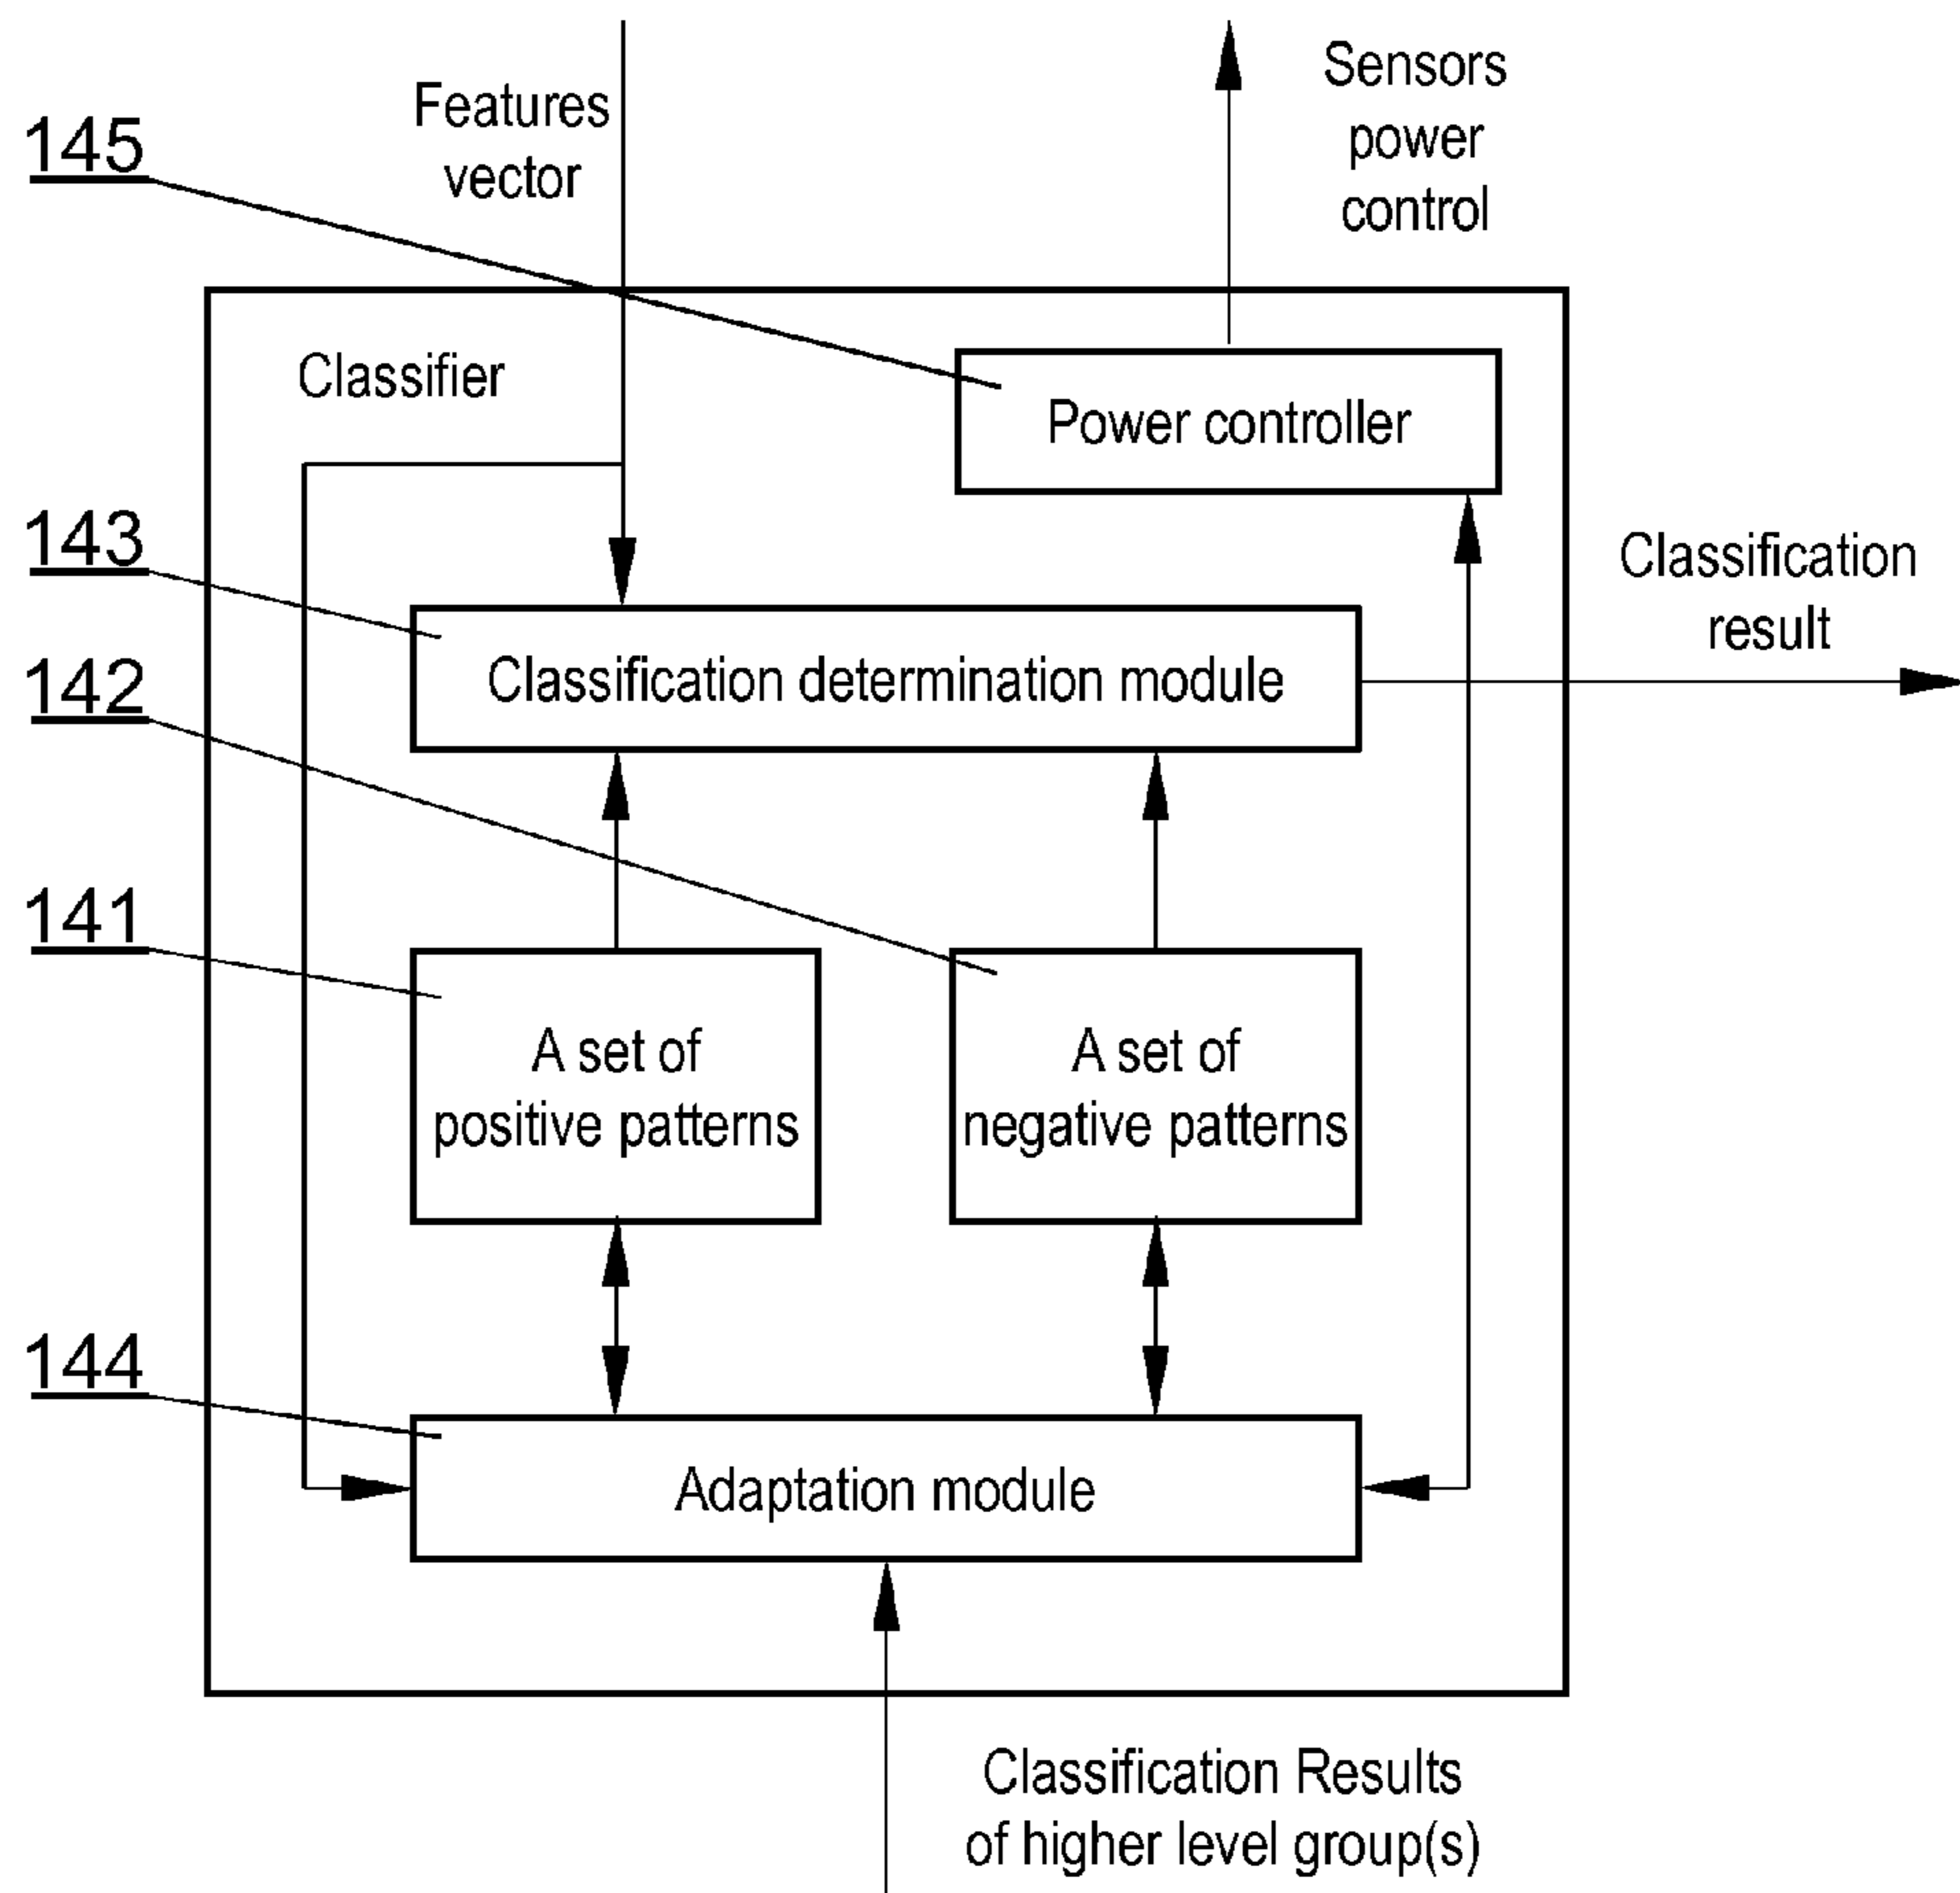 Features
vector
Sensors
power
control
145
Classifier
Power controller
143
Classification
result
Classification determination module
142
141
A set of
positive patterns
A set of
negative patterns
144
Adaptation module
Classification Results
of higher level group(s)